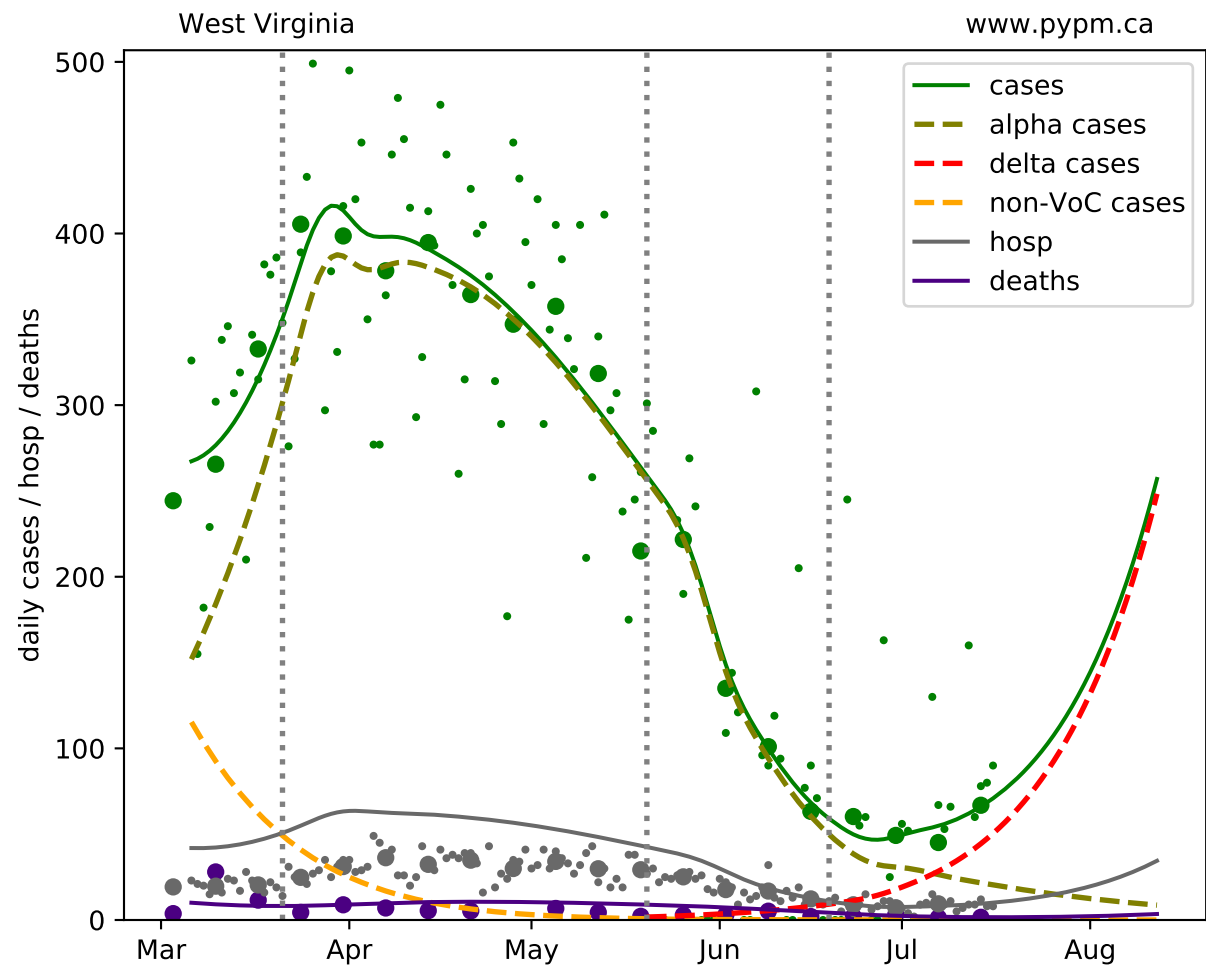 West Virginia
www.pypm.ca
daily cases / hosp / deaths
500
400
300
200
100
0
Mar
Apr
May
Jun
Jul
Aug
cases
alpha cases
delta cases
non-VoC cases
hosp
deaths